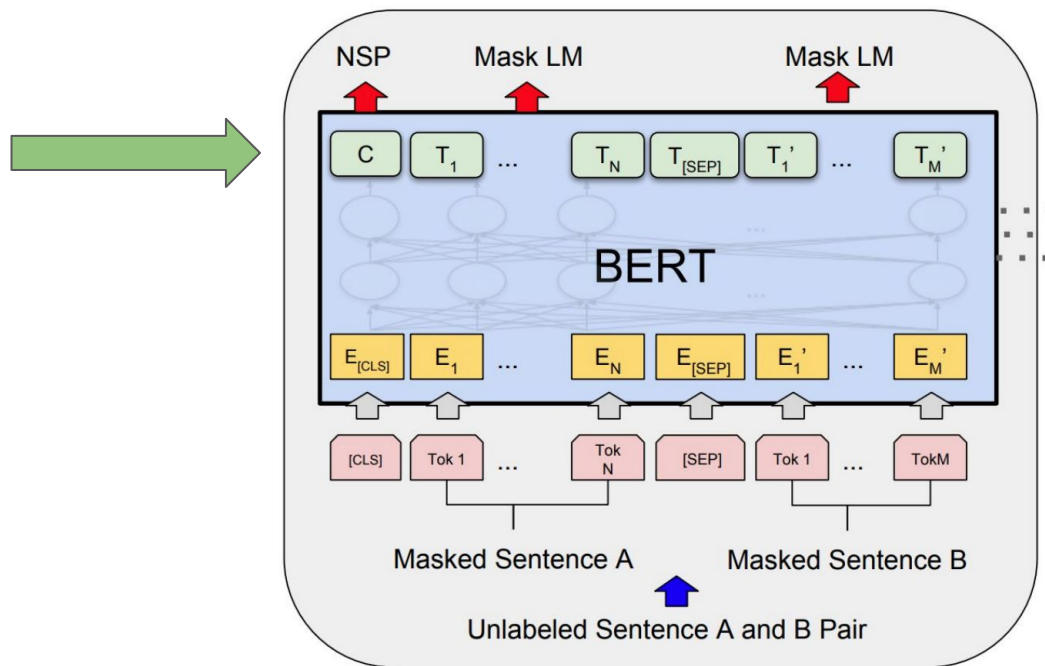 NSP Mask LM Mask LM
C T1 ... TN T[SEP] T1' ... TM'
...
BERT
...
E[CLS] E1 ... EN E[SEP] E1' ... EM'
[CLS] Tok 1 ... Tok N [SEP] Tok 1 ... TokM
Masked Sentence A Masked Sentence B
Unlabeled Sentence A and B Pair